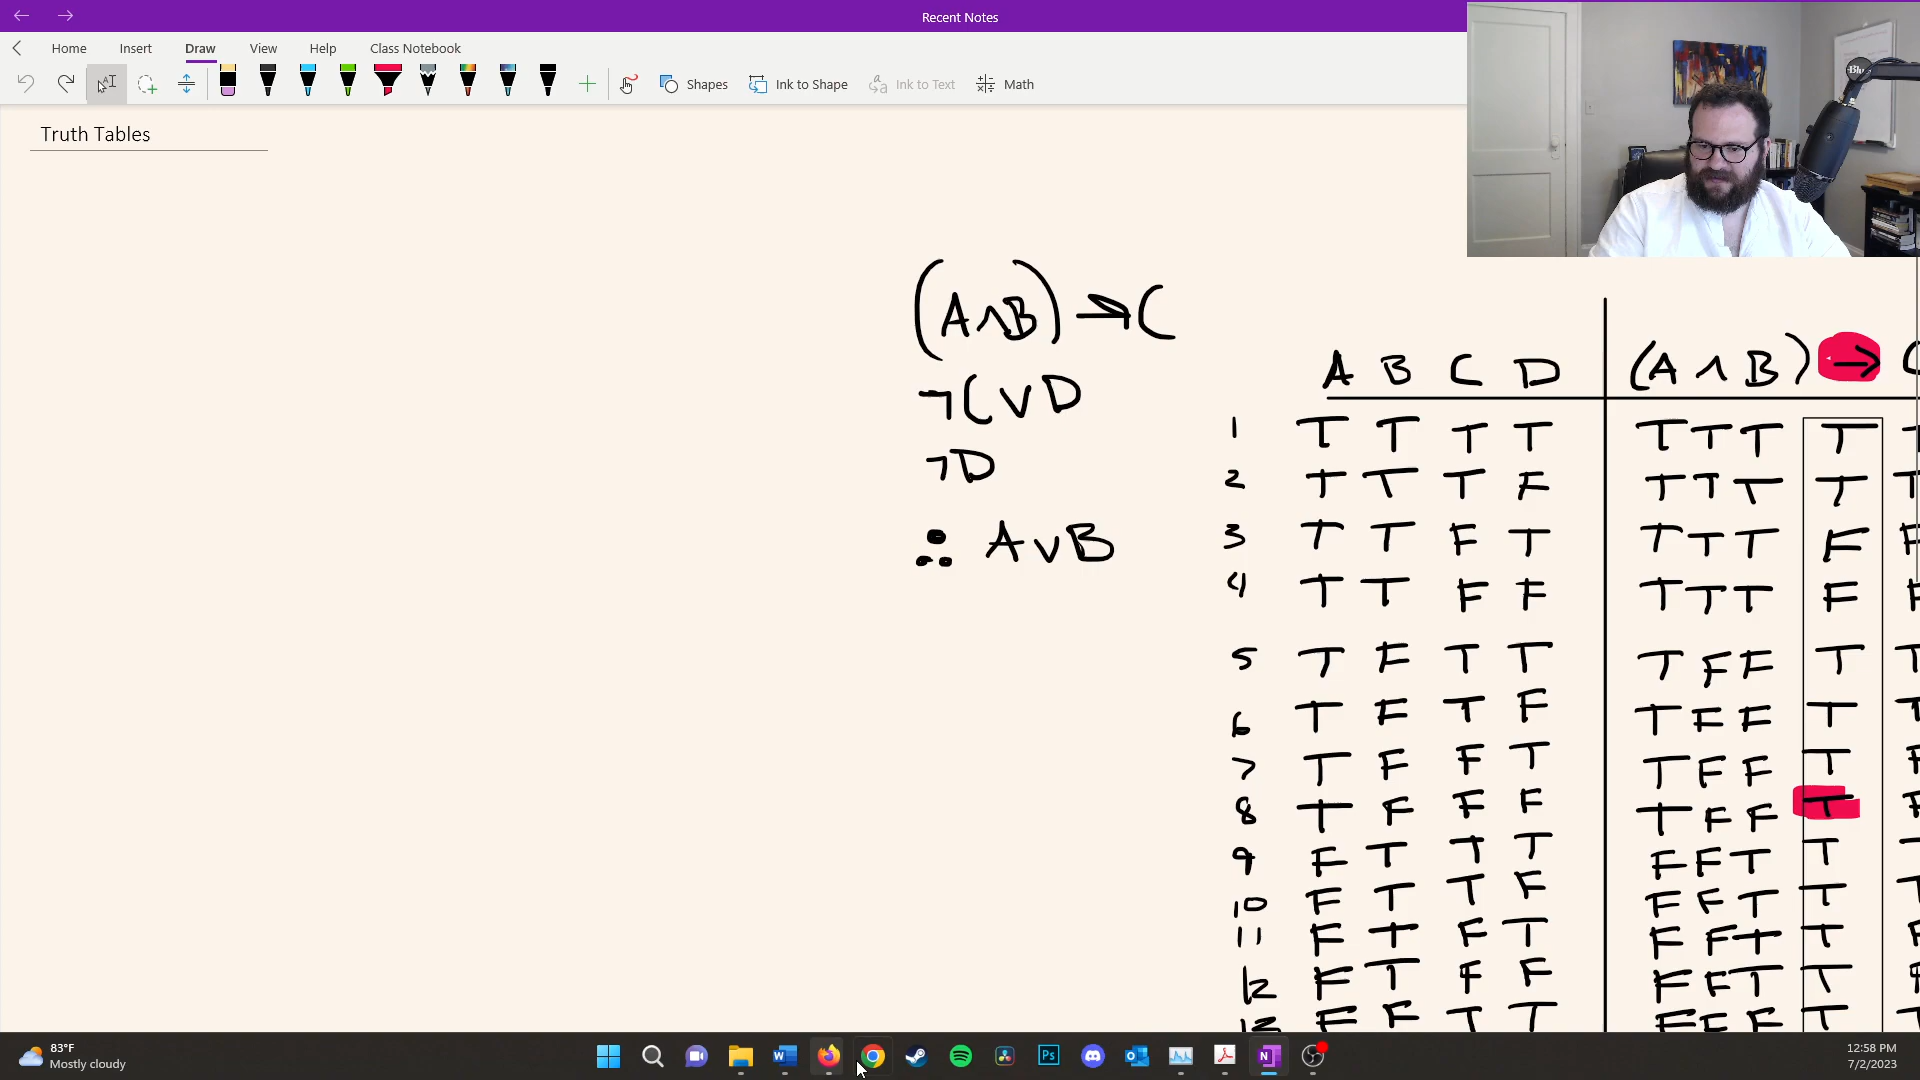 Recent Notes
Home Insert Draw View Help Class Notebook
Shapes Ink to Shape Ink to Text Math
Truth Tables
(A∧B)→C
¬C∨D
¬D
∴ A∨B
A B C D (A∧B) → C
1 T T T T T T T T T
2 T T T F T T T T T
3 T T F T T T T F F
4 T T F F T T T F F
5 T F T T T F F T T
6 T F T F T F F T T
7 T F F T T F F T F
8 T F F F T F F T F
9 F T T T F F T T T
10 F T T F F F T T T
11 F T F T F F T T F
12 F T F F F F T T F
13 F F T T F F F T
83°F
Mostly cloudy
12:58 PM
7/2/2023